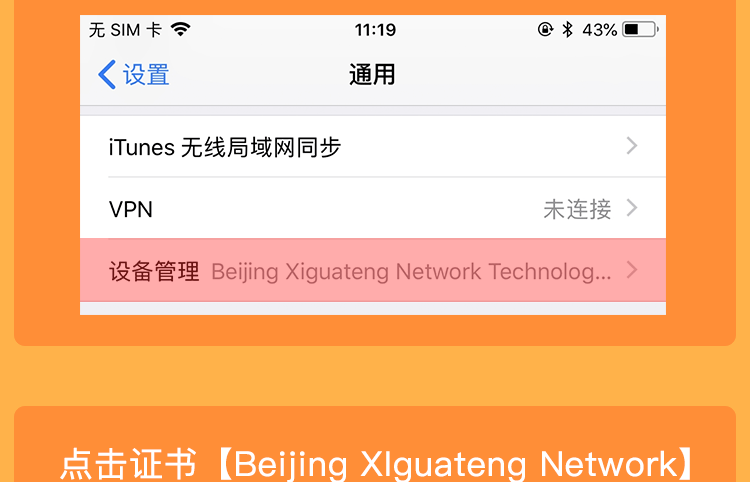 无 SIM 卡 11:19 43%
设置 通用
iTunes 无线局域网同步
VPN 未连接
设备管理 Beijing Xiguateng Network Technolog...
点击证书【Beijing XIguateng Network】